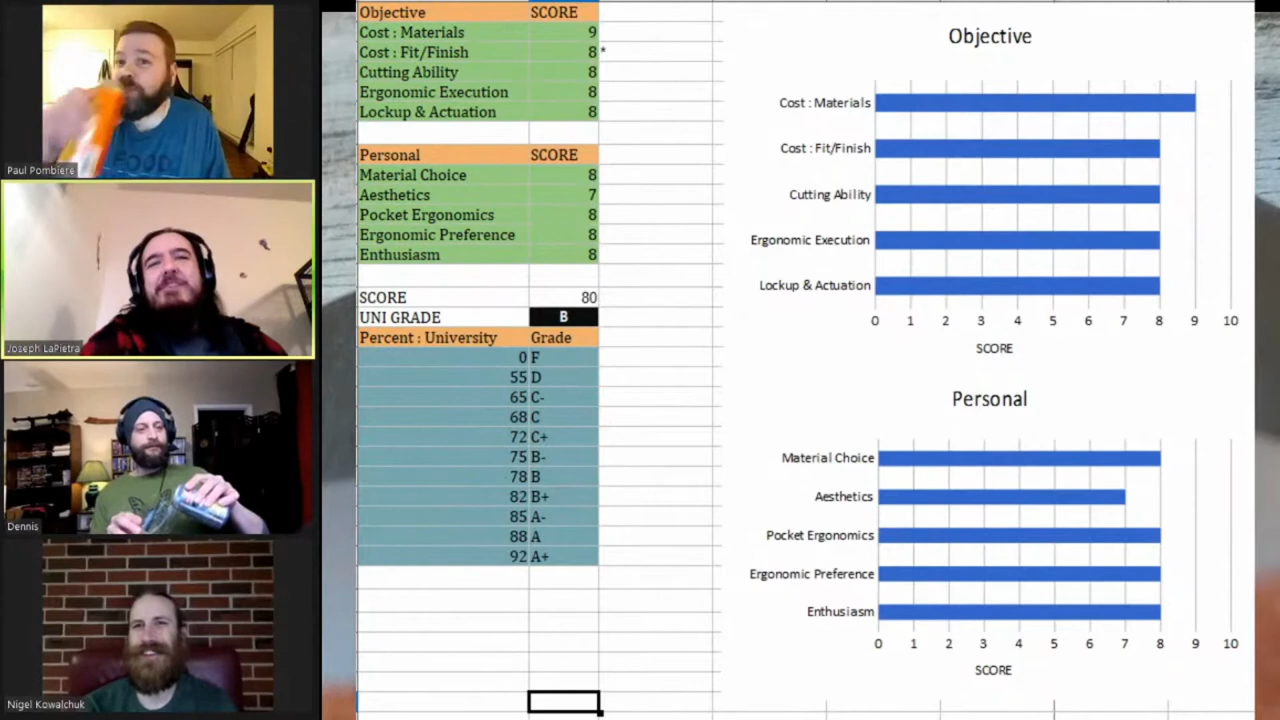 FOOD
Paul Pombiere
Joseph LaPietra
Dennis
Nigel Kowalchuk
Objective SCORE
Cost : Materials 9
Cost : Fit/Finish 8 *
Cutting Ability 8
Ergonomic Execution 8
Lockup & Actuation 8
Personal SCORE
Material Choice 8
Aesthetics 7
Pocket Ergonomics 8
Ergonomic Preference 8
Enthusiasm 8
SCORE 80
UNI GRADE B
Percent : University Grade
0 F
55 D
65 C-
68 C
72 C+
75 B-
78 B
82 B+
85 A-
88 A
92 A+
Objective
Cost : Materials
Cost : Fit/Finish
Cutting Ability
Ergonomic Execution
Lockup & Actuation
0 1 2 3 4 5 6 7 8 9 10
SCORE
Personal
Material Choice
Aesthetics
Pocket Ergonomics
Ergonomic Preference
Enthusiasm
0 1 2 3 4 5 6 7 8 9 10
SCORE